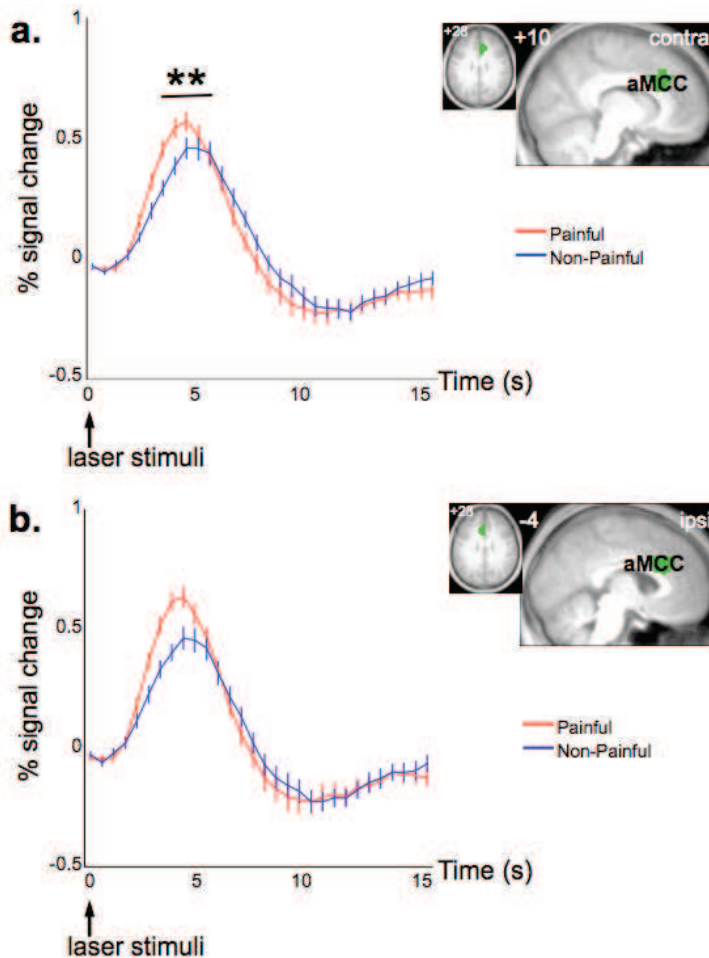 a.
1
0.5
0
-0.5
% signal change
**
+28
+10
contra
aMCC
Painful
Non-Painful
0
5
10
15
Time (s)
laser stimuli
b.
1
0.5
0
-0.5
% signal change
+28
-4
ipsi
aMCC
Painful
Non-Painful
0
5
10
15
Time (s)
laser stimuli